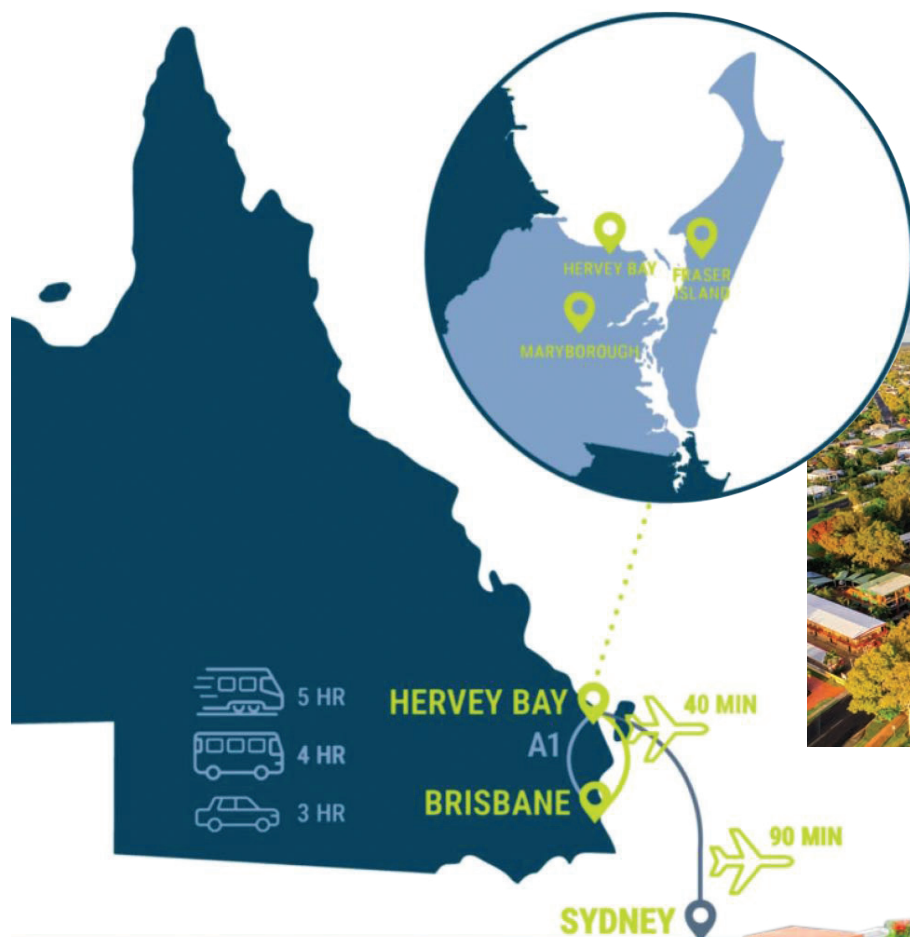 HERVEY BAY
FRASER
ISLAND
MARYBOROUGH
5 HR
HERVEY BAY
40 MIN
A1
4 HR
BRISBANE
3 HR
90 MIN
SYDNEY